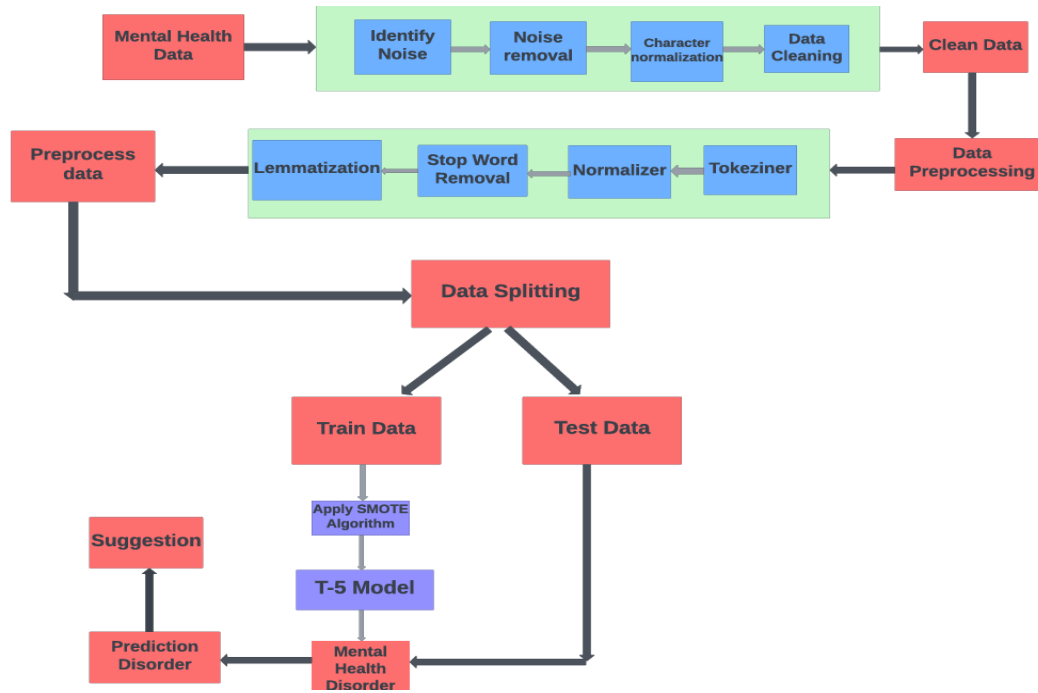 Mental Health
Data
Identify
Noise
Noise
removal
Character
normalization
Data
Cleaning
Clean Data
Preprocess
data
Lemmatization
Stop Word
Removal
Normalizer
Tokeziner
Data
Preprocessing
Data Splitting
Train Data
Test Data
Apply SMOTE
Algorithm
Suggestion
T-5 Model
Prediction
Disorder
Mental
Health
Disorder